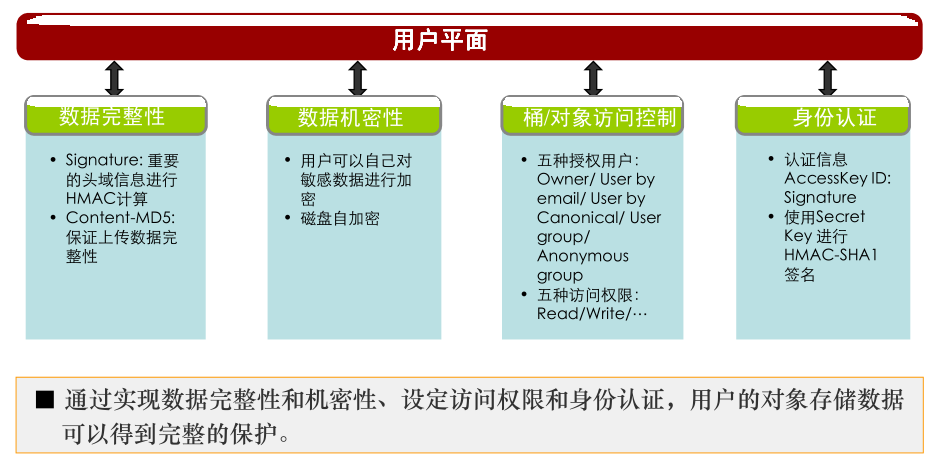 用户平面
数据完整性
• Signature: 重要
的头域信息进行
HMAC计算
• Content-MD5:
保证上传数据完
整性
数据机密性
• 用户可以自己对
敏感数据进行加
密
• 磁盘自加密
桶/对象访问控制
• 五种授权用户:
Owner/ User by
email/ User by
Canonical/ User
group/
Anonymous
group
• 五种访问权限:
Read/Write/…
身份认证
• 认证信息
AccessKey ID:
Signature
• 使用Secret
Key 进行
HMAC-SHA1
签名
■ 通过实现数据完整性和机密性、设定访问权限和身份认证，用户的对象存储数据
可以得到完整的保护。